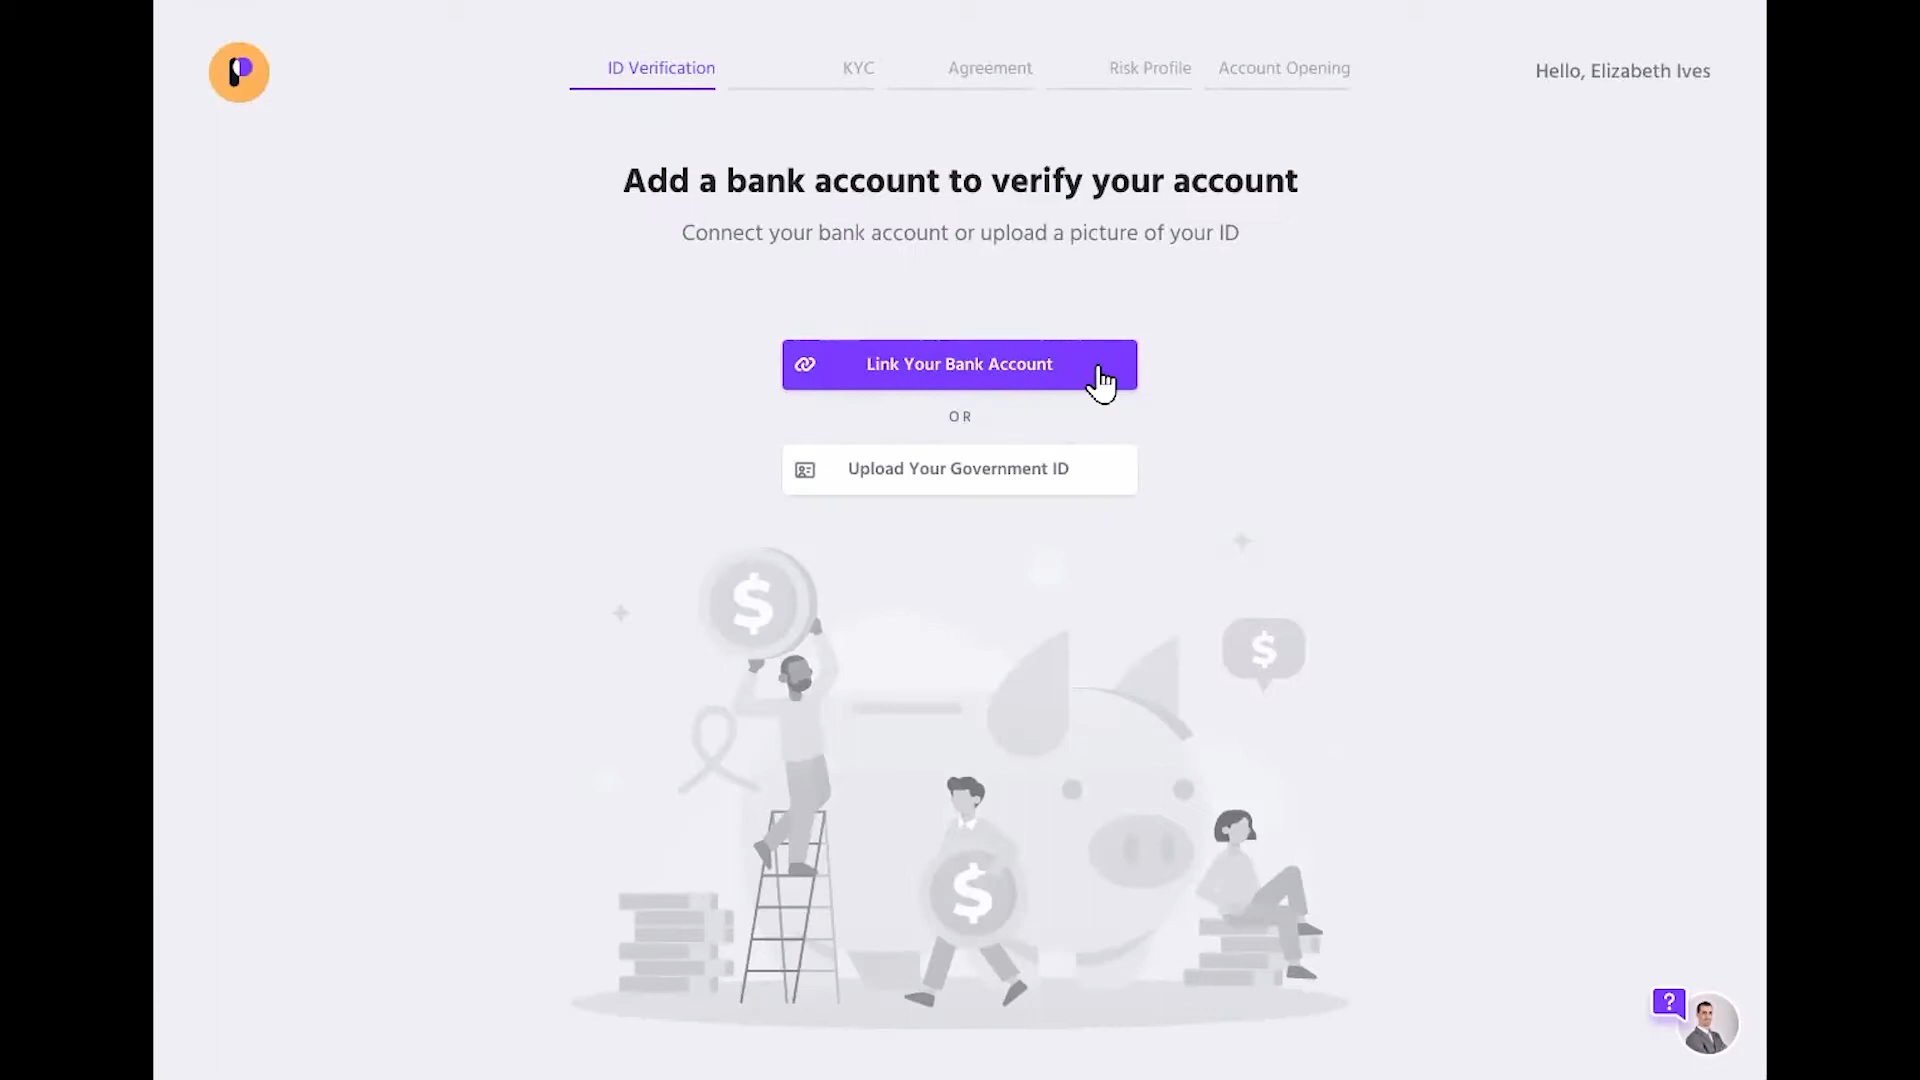 P
ID Verification
KYC
Agreement
Risk Profile
Account Opening
Hello, Elizabeth Ives
Add a bank account to verify your account
Connect your bank account or upload a picture of your ID
Link Your Bank Account
OR
Upload Your Government ID
$
$
$
?